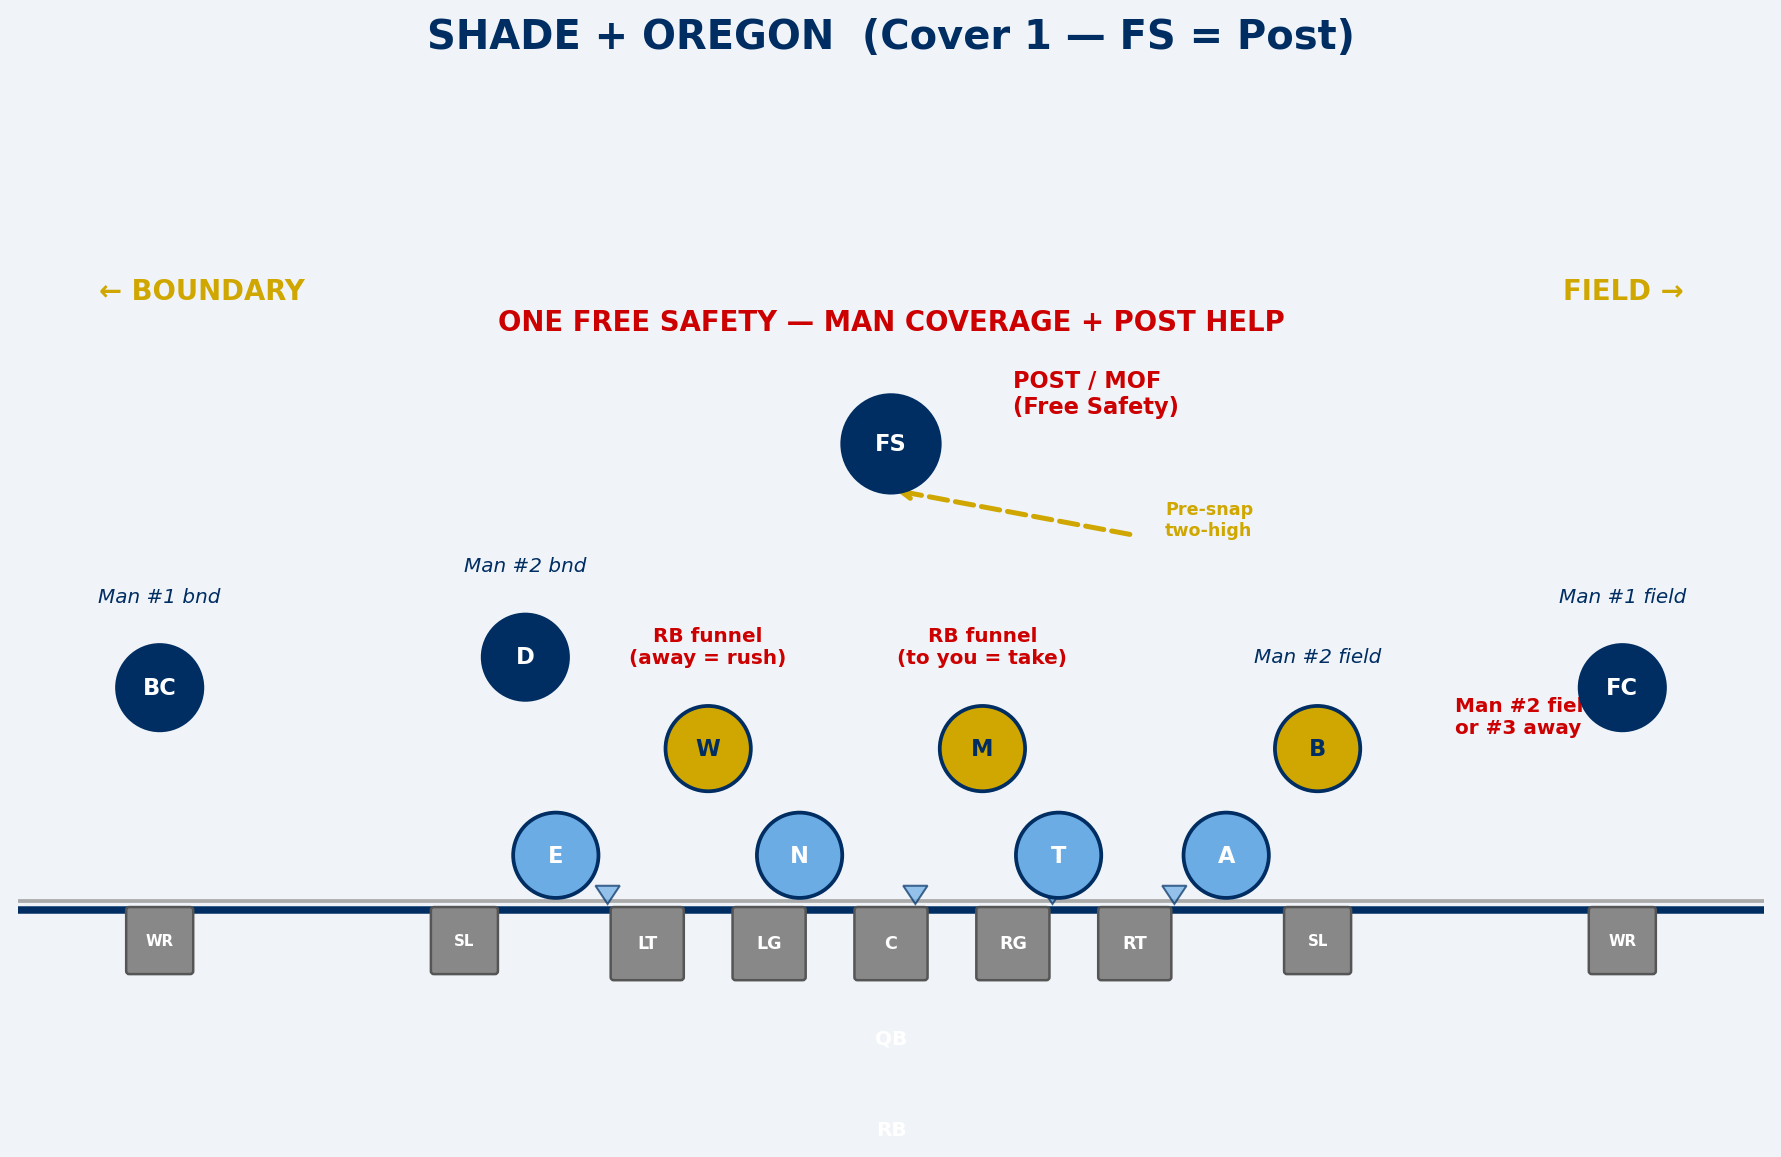 SHADE + OREGON (Cover 1 — FS = Post)
← BOUNDARY
FIELD →
ONE FREE SAFETY — MAN COVERAGE + POST HELP
POST / MOF
(Free Safety)
FS
Pre-snap
two-high
Man #2 bnd
Man #1 bnd
Man #1 field
RB funnel
(away = rush)
RB funnel
(to you = take)
Man #2 field
D
BC
FC
Man #2 fiel
or #3 away
W
M
B
E
N
T
A
WR
SL
LT
LG
C
RG
RT
SL
WR
QB
RB